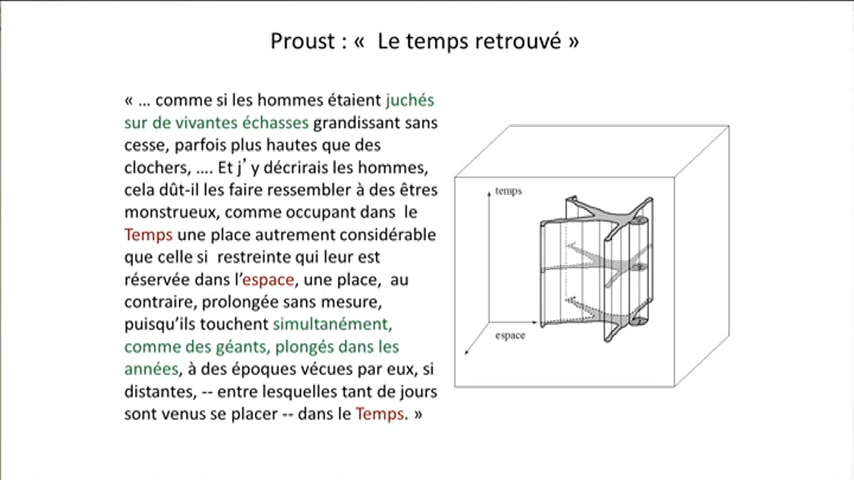 Proust : «  Le temps retrouvé »
« ... comme si les hommes étaient juchés
sur de vivantes échasses grandissant sans
cesse, parfois plus hautes que des
clochers, .... Et j’ y décrirais les hommes,
cela dût-il les faire ressembler à des êtres
monstrueux, comme occupant dans  le
Temps une place autrement considérable
que celle si  restreinte qui leur est
réservée dans l’espace, une place,  au
contraire, prolongée sans mesure,
puisqu’ils touchent simultanément,
comme des géants, plongés dans les
années, à des époques vécues par eux, si
distantes, -- entre lesquelles tant de jours
sont venus se placer -- dans le Temps. »
temps
espace